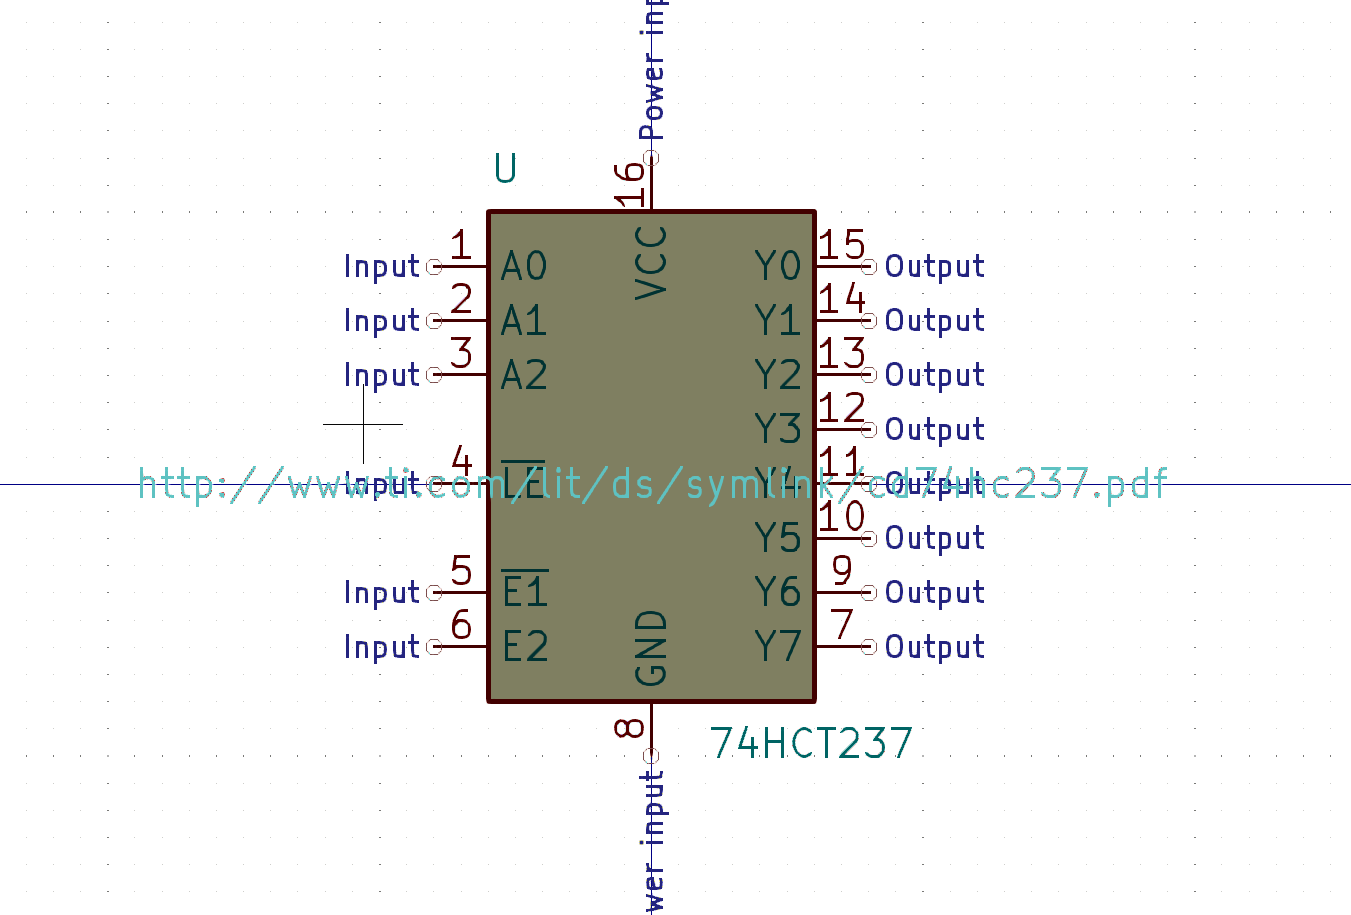 Power inp
U
16
VCC
Input 1 A0 Y0 15 Output
Input 2 A1 Y1 14 Output
Input 3 A2 Y2 13 Output
Y3 12 Output
Input 4 LE Y4 11 Output
http://www.ti.com/lit/ds/symlink/cd74hc237.pdf
Y5 10 Output
Input 5 E1 Y6 9 Output
Input 6 E2 Y7 7 Output
GND
8
74HCT237
wer input